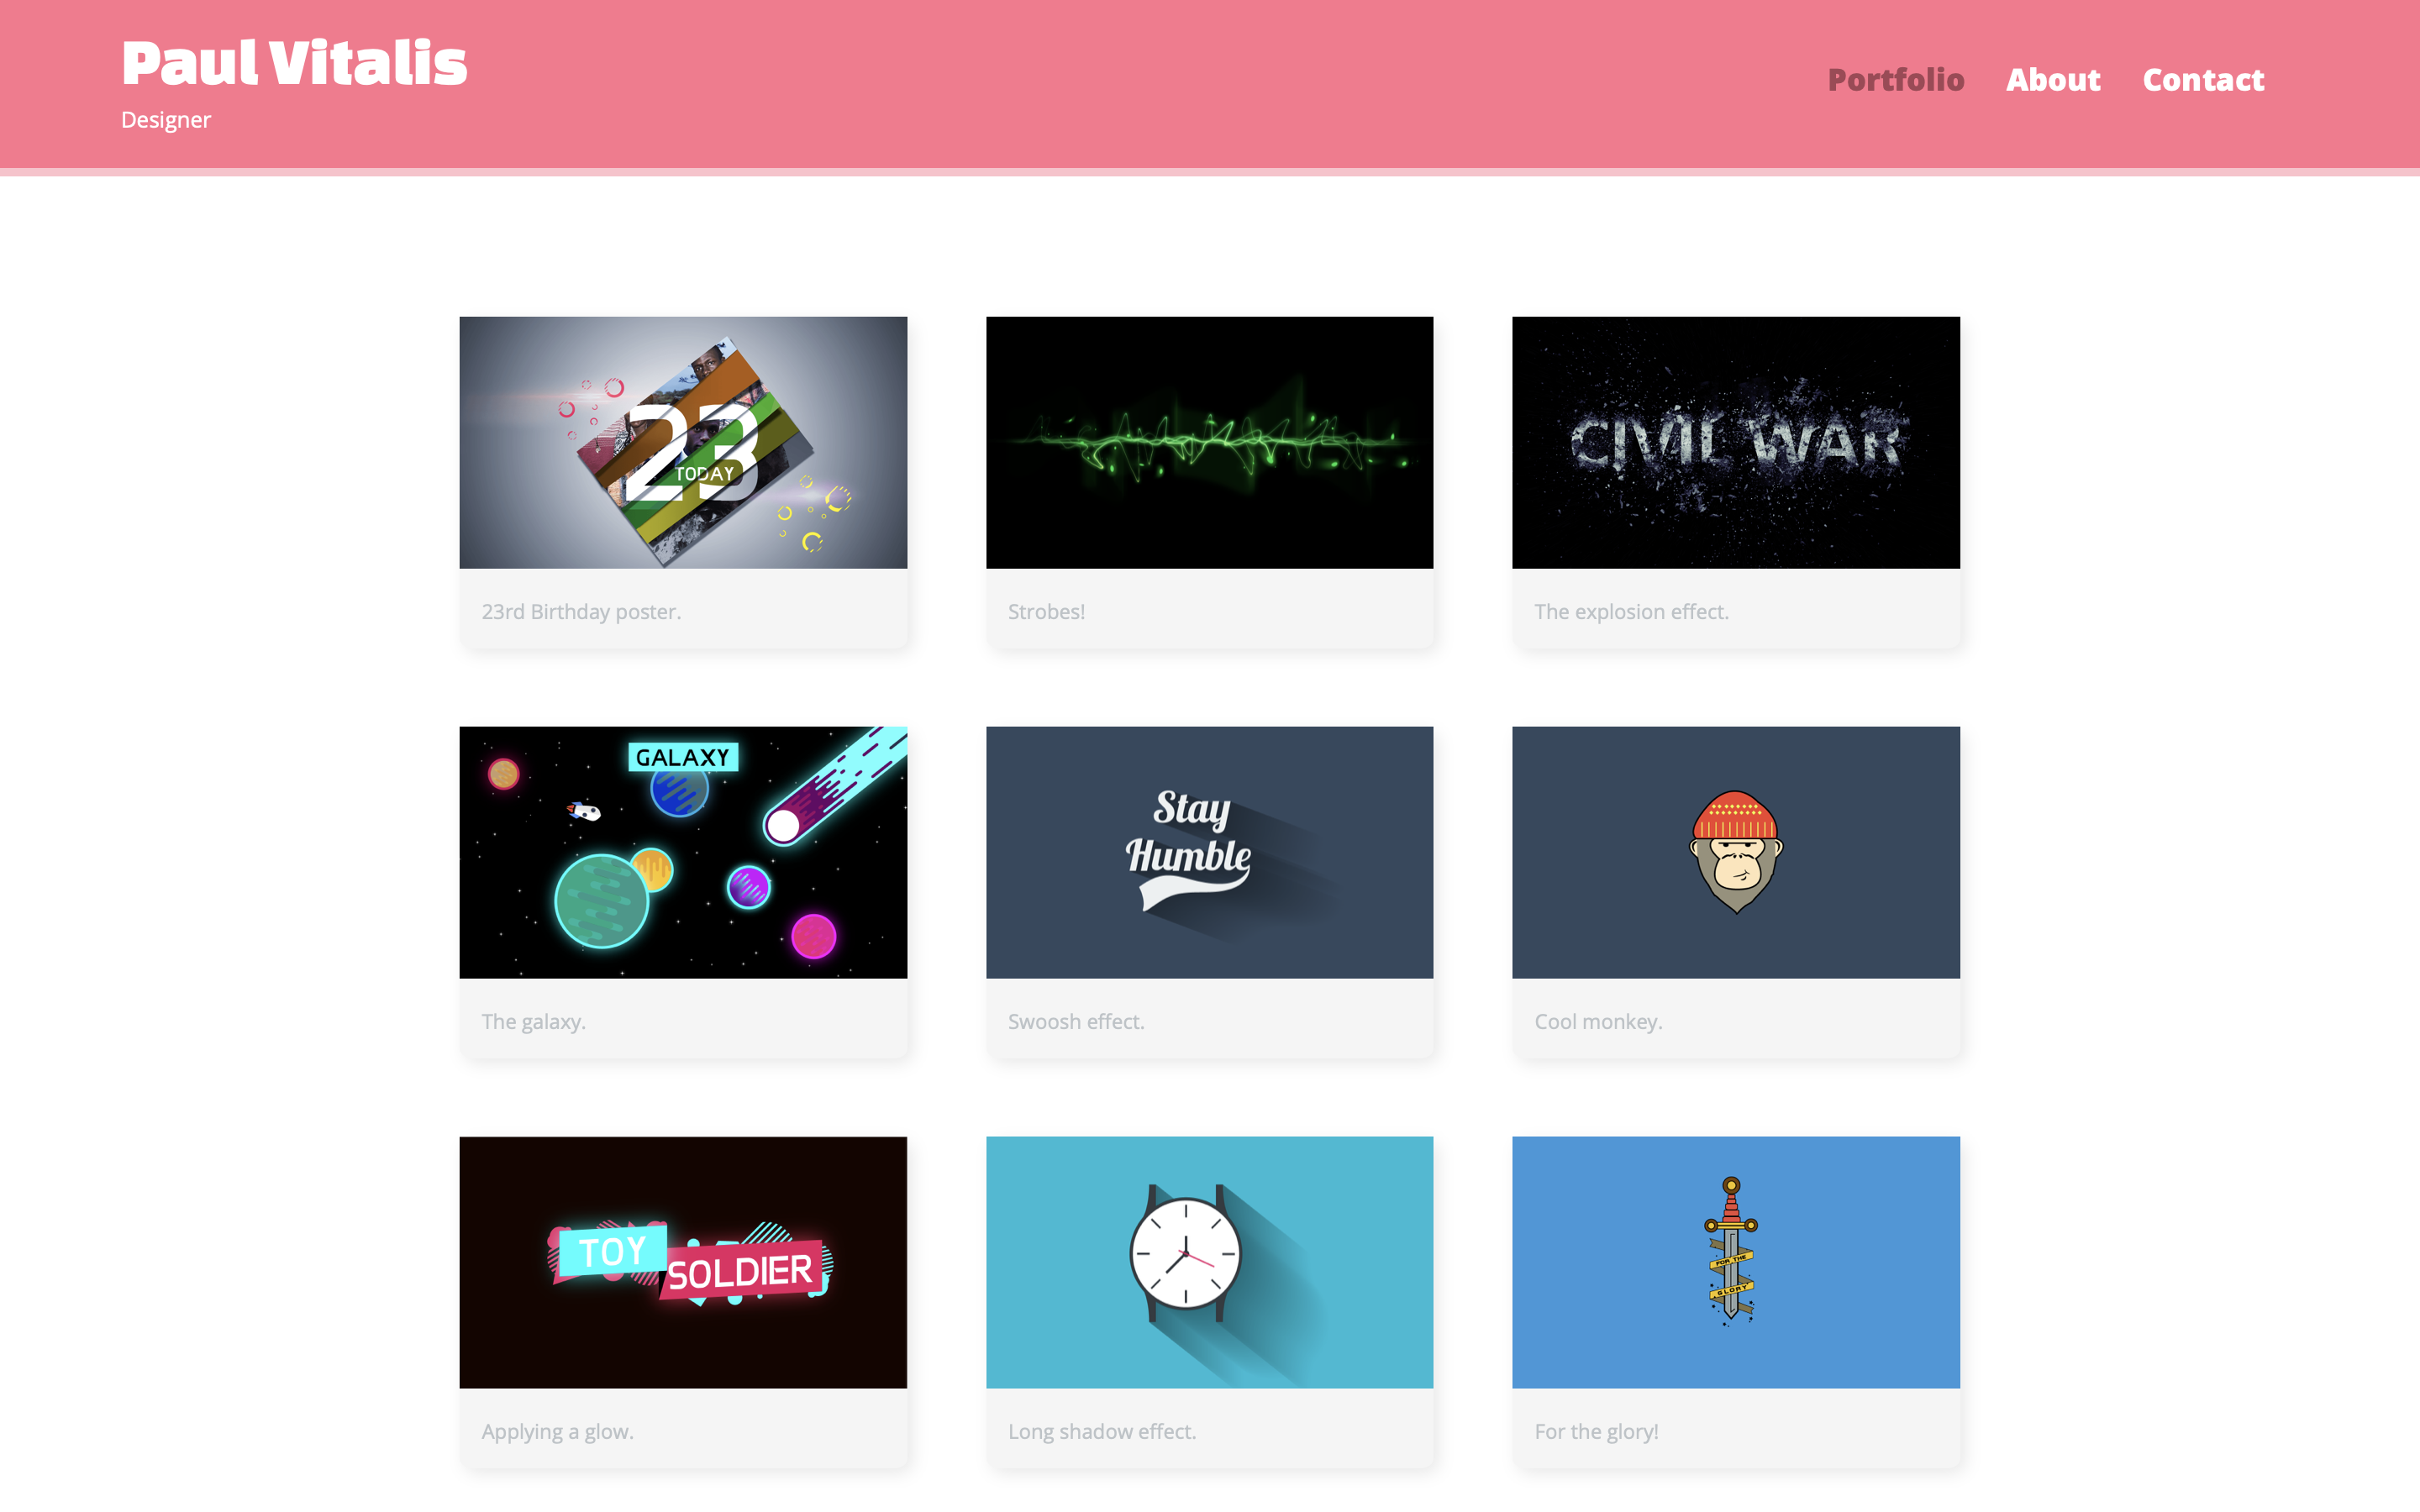 Paul Vitalis
Designer
Portfolio About Contact
23
TODAY
CIVIL WAR
23rd Birthday poster.
Strobes!
The explosion effect.
GALAXY
Stay
Humble
The galaxy.
Swoosh effect.
Cool monkey.
TOY
SOLDIER
FOR THE
GLORY
Applying a glow.
Long shadow effect.
For the glory!